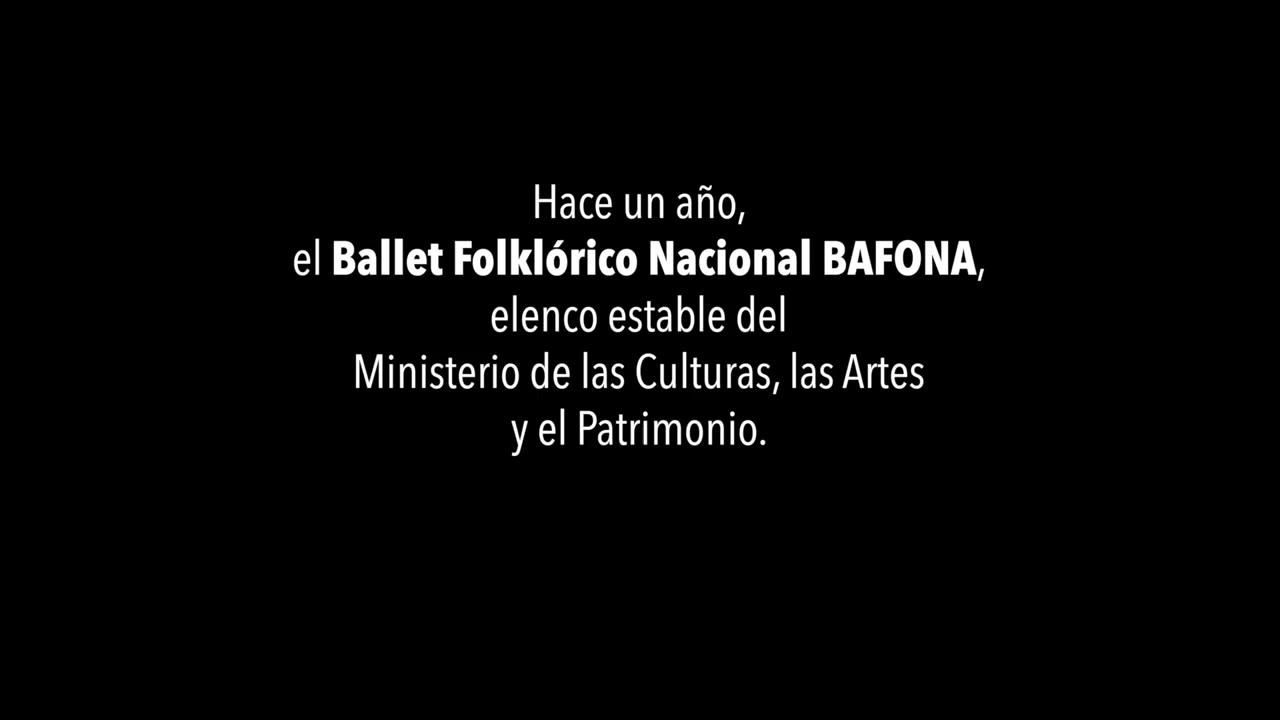 Hace un año,
el Ballet Folklórico Nacional BAFONA,
elenco estable del
Ministerio de las Culturas, las Artes
y el Patrimonio.